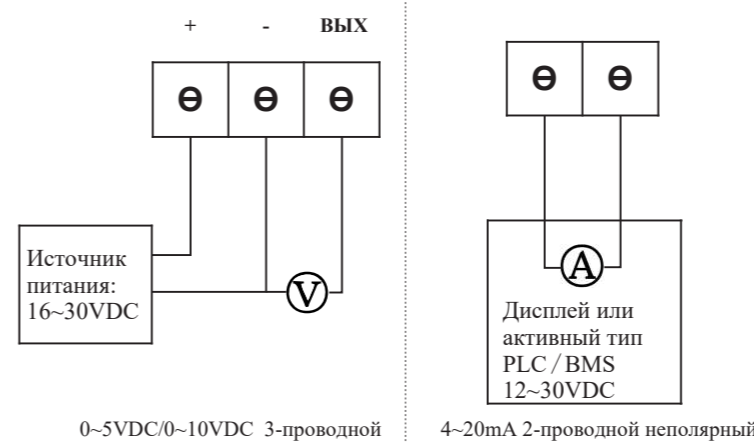 + - ВЫХ
Источник
питания:
16~30VDC
V
0~5VDC/0~10VDC 3-проводной
A
Дисплей или
активный тип
PLC/BMS
12~30VDC
4~20mA 2-проводной неполярный